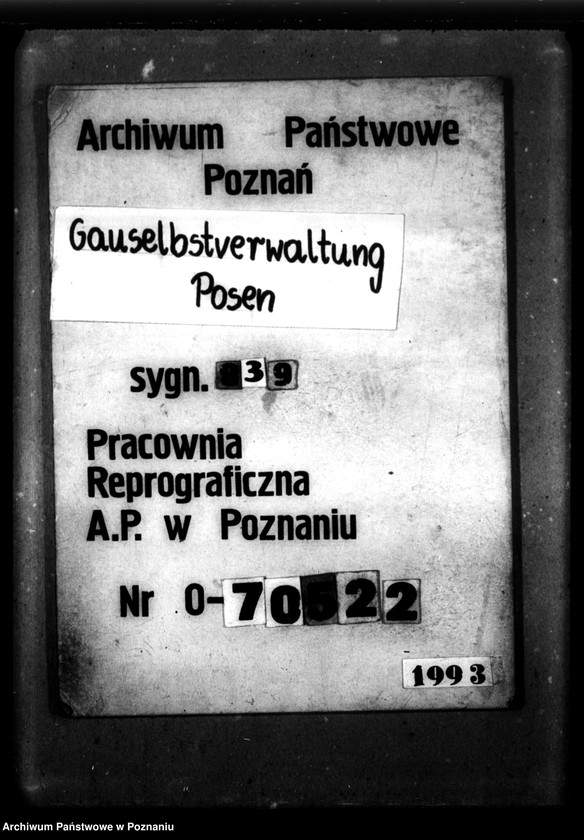 Archiwum Państwowe
Poznań
Gauselbstverwaltung
Posen
sygn. 39
Pracownia
Reprograficzna
A.P. w Poznaniu
Nr 0-70522
1993
Archiwum Państwowe w Poznaniu